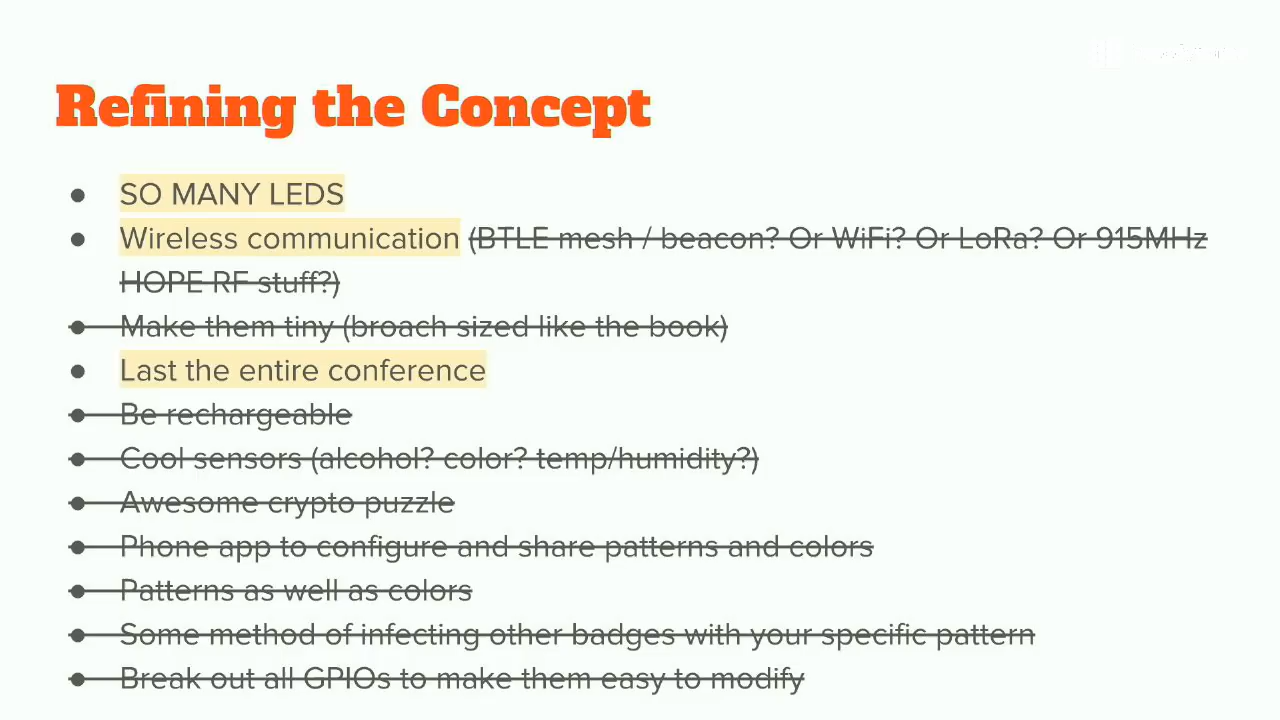 Refining the Concept
● SO MANY LEDS
● Wireless communication (BTLE mesh / beacon? Or WiFi? Or LoRa? Or 915MHz
HOPE RF stuff?)
● Make them tiny (broach sized like the book)
● Last the entire conference
● Be rechargeable
● Cool sensors (alcohol? color? temp/humidity?)
● Awesome crypto puzzle
● Phone app to configure and share patterns and colors
● Patterns as well as colors
● Some method of infecting other badges with your specific pattern
● Break out all GPIOs to make them easy to modify